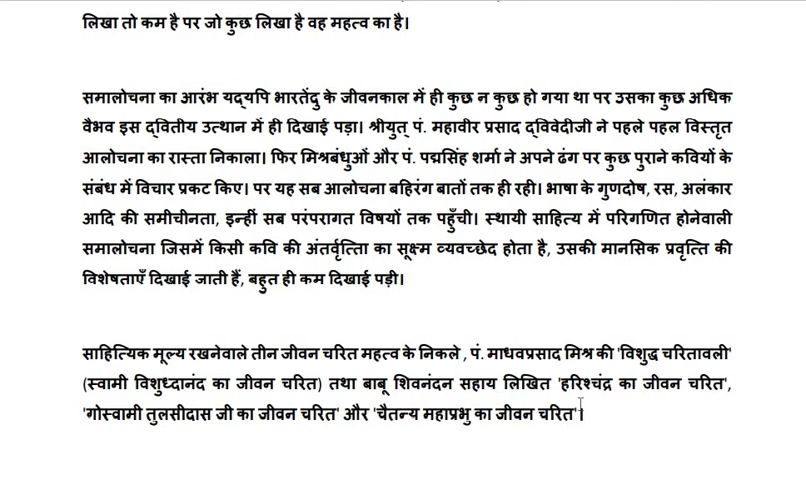 लिखा तो कम है पर जो कुछ लिखा है वह महत्व का है।
समालोचना का आरंभ यद्यपि भारतेंदु के जीवनकाल में ही कुछ न कुछ हो गया था पर उसका कुछ अधिक
वैभव इस द्वितीय उत्थान में ही दिखाई पड़ा। श्रीयुत् पं. महावीर प्रसाद द्विवेदीजी ने पहले पहल विस्तृत
आलोचना का रास्ता निकाला। फिर मिश्रबंधुओं और पं. पद्मसिंह शर्मा ने अपने ढंग पर कुछ पुराने कवियों के
संबंध में विचार प्रकट किए। पर यह सब आलोचना बहिरंग बातों तक ही रही। भाषा के गुणदोष, रस, अलंकार
आदि की समीचीनता, इन्हीं सब परंपरागत विषयों तक पहुँची। स्थायी साहित्य में परिगणित होनेवाली
समालोचना जिसमें किसी कवि की अंतर्वृत्तिा का सूक्ष्म व्यवच्छेद होता है, उसकी मानसिक प्रवृत्ति की
विशेषताएँ दिखाई जाती हैं, बहुत ही कम दिखाई पड़ी।
साहित्यिक मूल्य रखनेवाले तीन जीवन चरित महत्व के निकले , पं. माधवप्रसाद मिश्र की 'विशुद्ध चरितावली'
(स्वामी विशुध्दानंद का जीवन चरित) तथा बाबू शिवनंदन सहाय लिखित 'हरिश्चंद्र का जीवन चरित',
'गोस्वामी तुलसीदास जी का जीवन चरित' और 'चैतन्य महाप्रभु का जीवन चरित'।